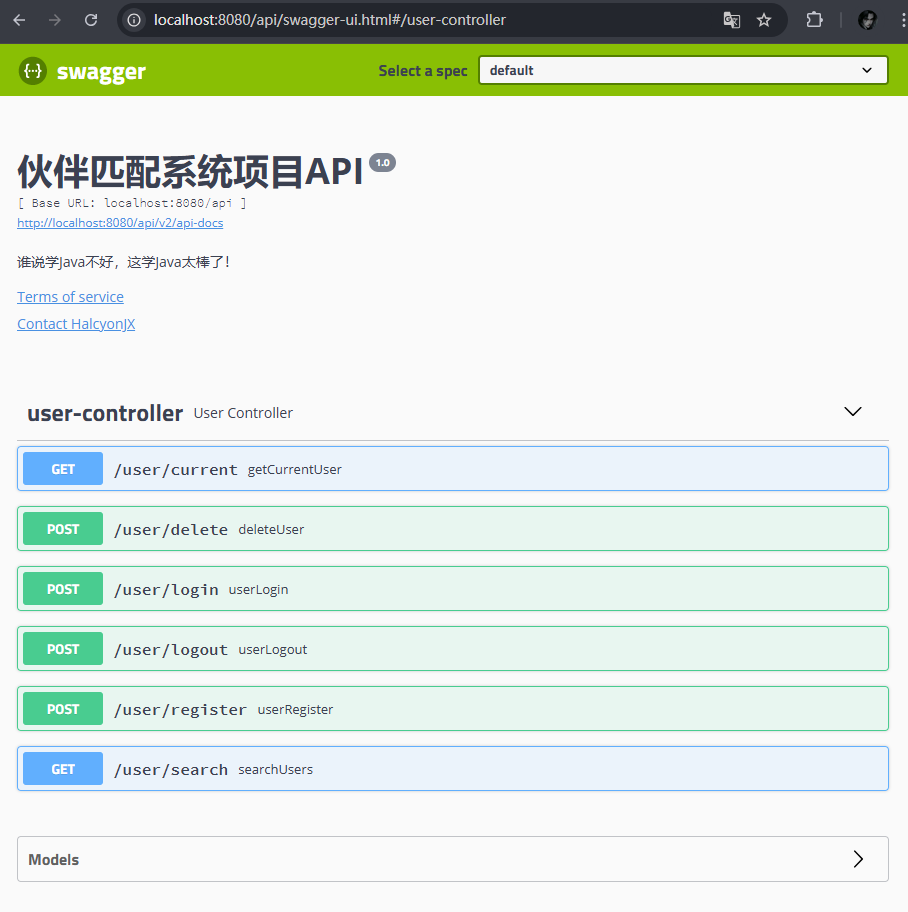 localhost:8080/api/swagger-ui.html#/user-controller
swagger
Select a spec
default
伙伴匹配系统项目API 1.0
[ Base URL: localhost:8080/api ]
http://localhost:8080/api/v2/api-docs
谁说学Java不好，这学Java太棒了！
Terms of service
Contact HalcyonJX
user-controller User Controller
GET /user/current getCurrentUser
POST /user/delete deleteUser
POST /user/login userLogin
POST /user/logout userLogout
POST /user/register userRegister
GET /user/search searchUsers
Models